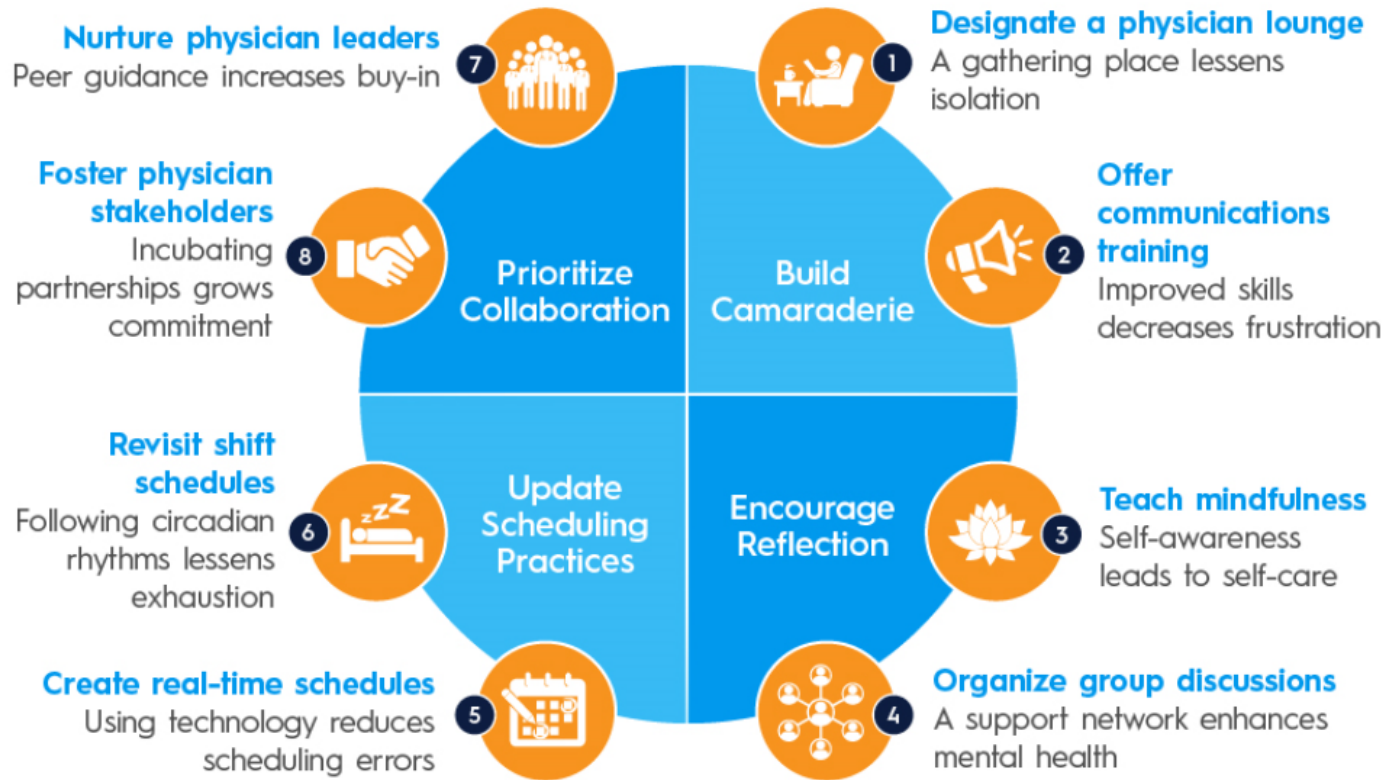 1
Designate a physician lounge
A gathering place lessens
isolation
2
Offer
communications
training
Improved skills
decreases frustration
Build
Camaraderie
3
Teach mindfulness
Self-awareness
leads to self-care
4
Organize group discussions
A support network enhances
mental health
Encourage
Reflection
5
Create real-time schedules
Using technology reduces
scheduling errors
6
Revisit shift
schedules
Following circadian
rhythms lessens
exhaustion
zzZ
Update
Scheduling
Practices
7
Nurture physician leaders
Peer guidance increases buy-in
8
Foster physician
stakeholders
Incubating
partnerships grows
commitment
Prioritize
Collaboration